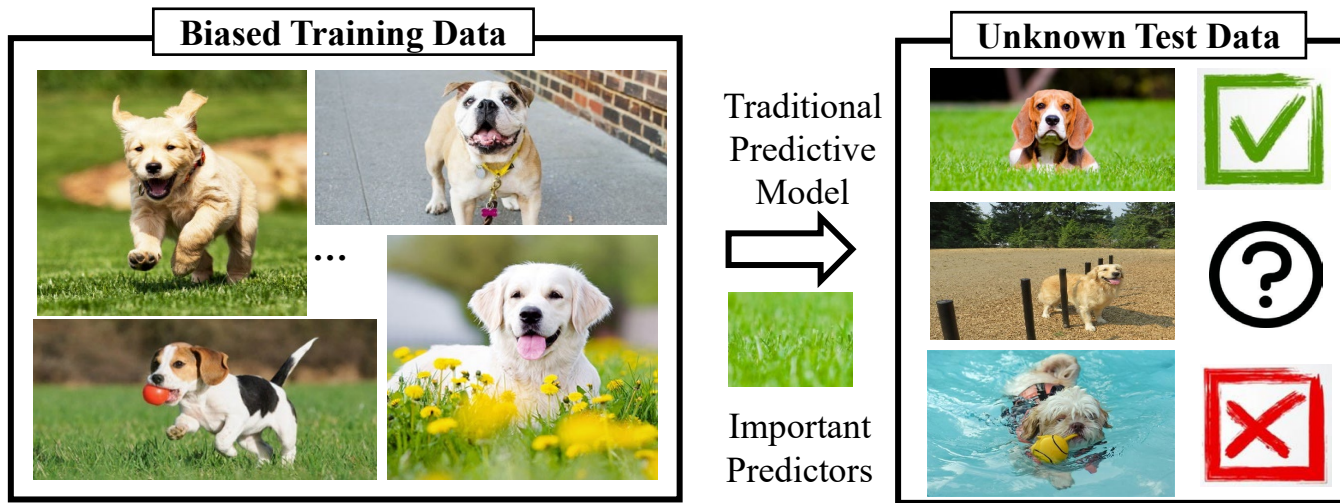 Biased Training Data
...
Traditional
Predictive
Model
Important
Predictors
Unknown Test Data
?